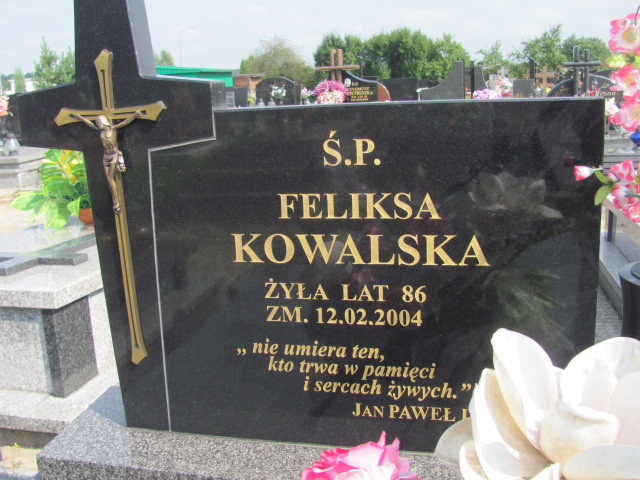 Ś.P.
FELIKSA
KOWALSKA
ŻYŁA LAT 86
ZM. 12.02.2004
„ nie umiera ten,
kto trwa w pamięci
i sercach żywych."
JAN PAWEŁ